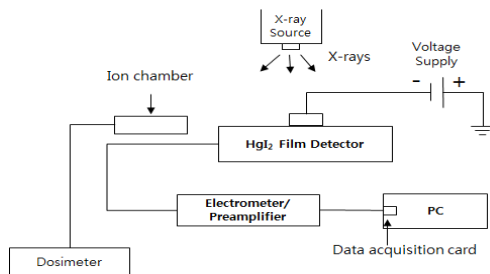 X-ray
Source
X-rays
Voltage
Supply
- +
Ion chamber
HgI₂ Film Detector
Electrometer/
Preamplifier
PC
Data acquisition card
Dosimeter